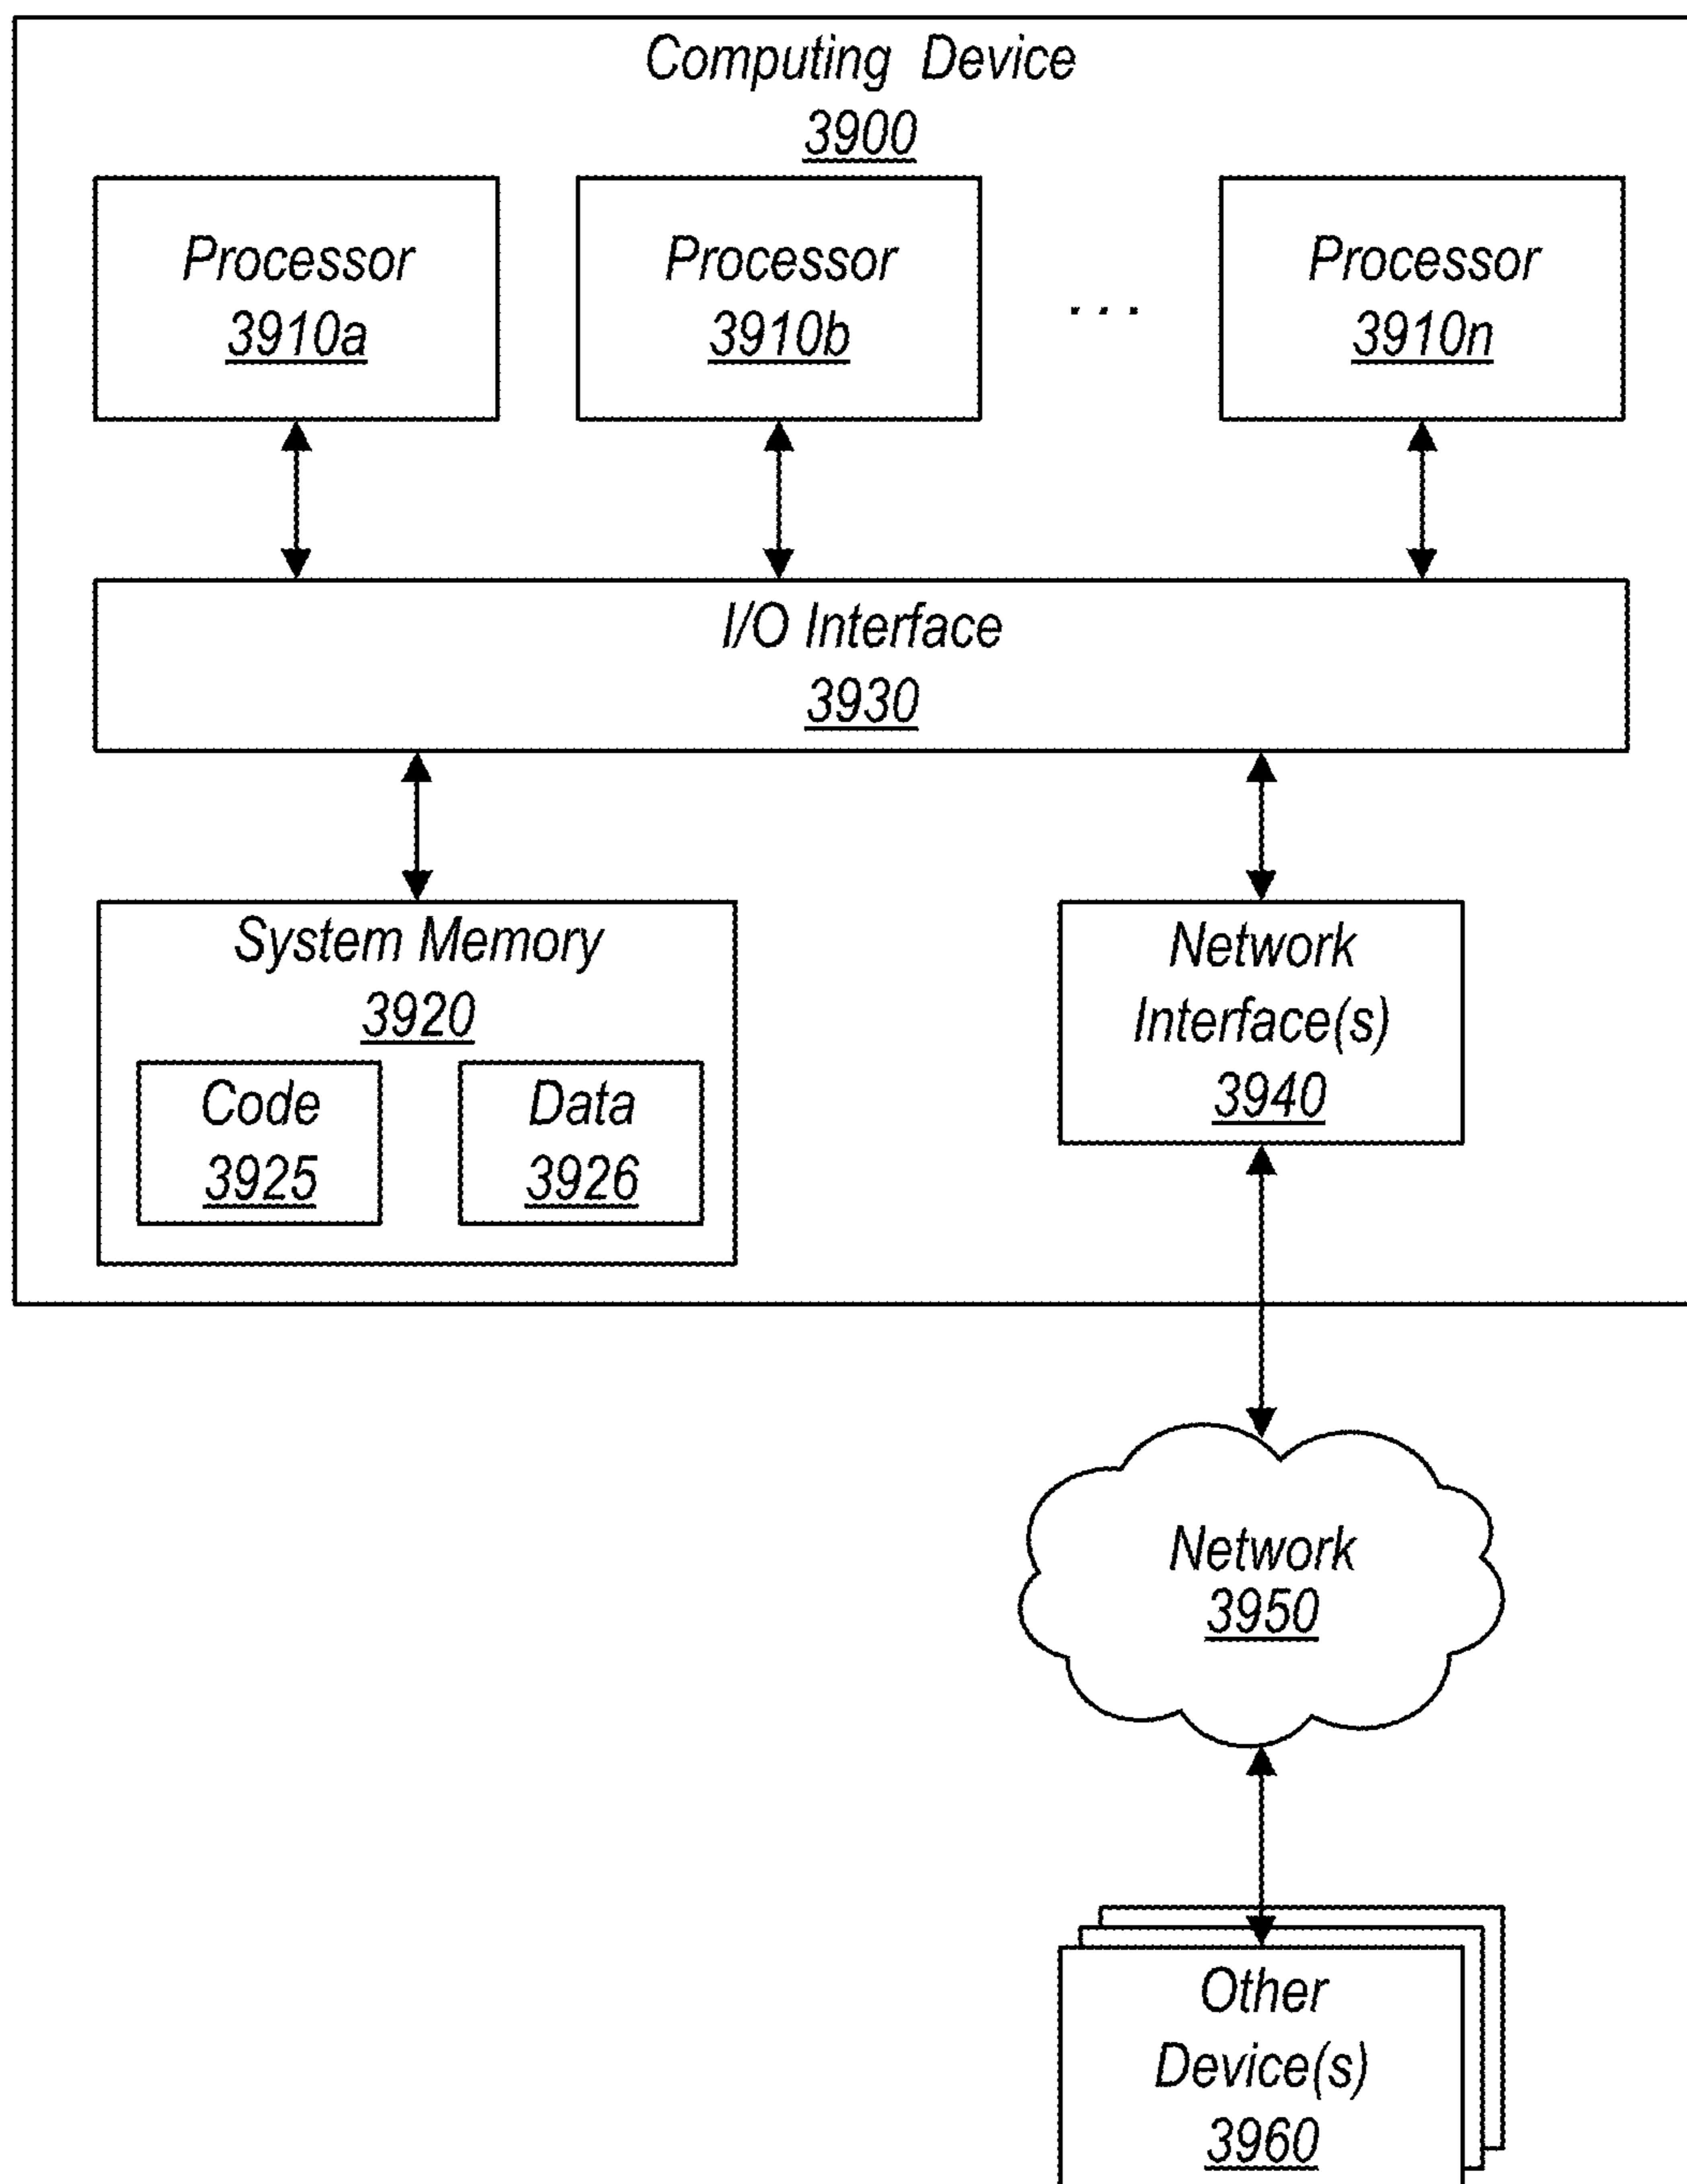 Computing Device
3900
Processor
3910a
Processor
3910b
. . .
Processor
3910n
I/O Interface
3930
System Memory
3920
Code
3925
Data
3926
Network
Interface(s)
3940
Network
3950
Other
Device(s)
3960